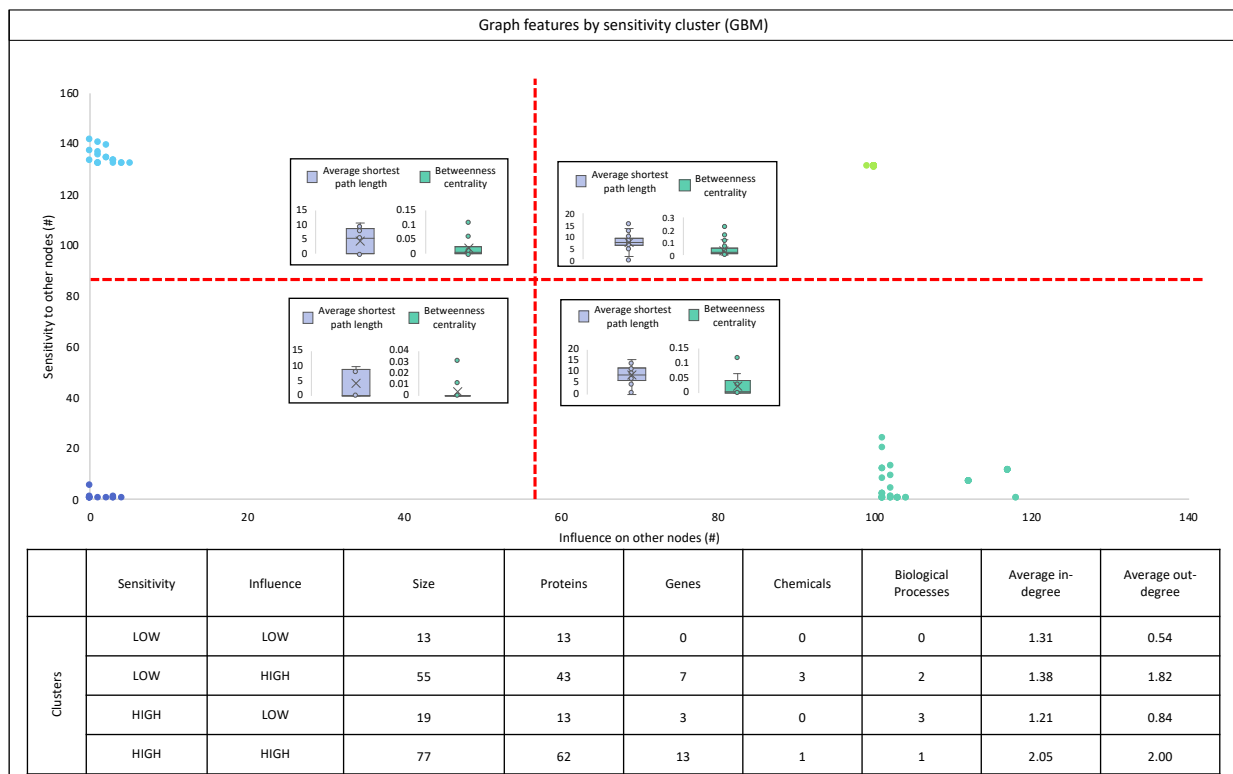 Graph features by sensitivity cluster (GBM)
Sensitivity to other nodes (#)
160
140
120
100
80
60
40
20
0
Average shortest
path length
Betweenness
centrality
15
10
5
0
0.15
0.1
0.05
0
Average shortest
path length
Betweenness
centrality
20
15
10
5
0
0.3
0.2
0.1
0
Average shortest
path length
Betweenness
centrality
15
10
5
0
0.04
0.03
0.02
0.01
0
Average shortest
path length
Betweenness
centrality
20
15
10
5
0
0.15
0.1
0.05
0
0 20 40 60 80 100 120 140
Influence on other nodes (#)
Sensitivity Influence Size Proteins Genes Chemicals Biological Processes Average in-degree Average out-degree
Clusters
LOW LOW 13 13 0 0 0 1.31 0.54
LOW HIGH 55 43 7 3 2 1.38 1.82
HIGH LOW 19 13 3 0 3 1.21 0.84
HIGH HIGH 77 62 13 1 1 2.05 2.00